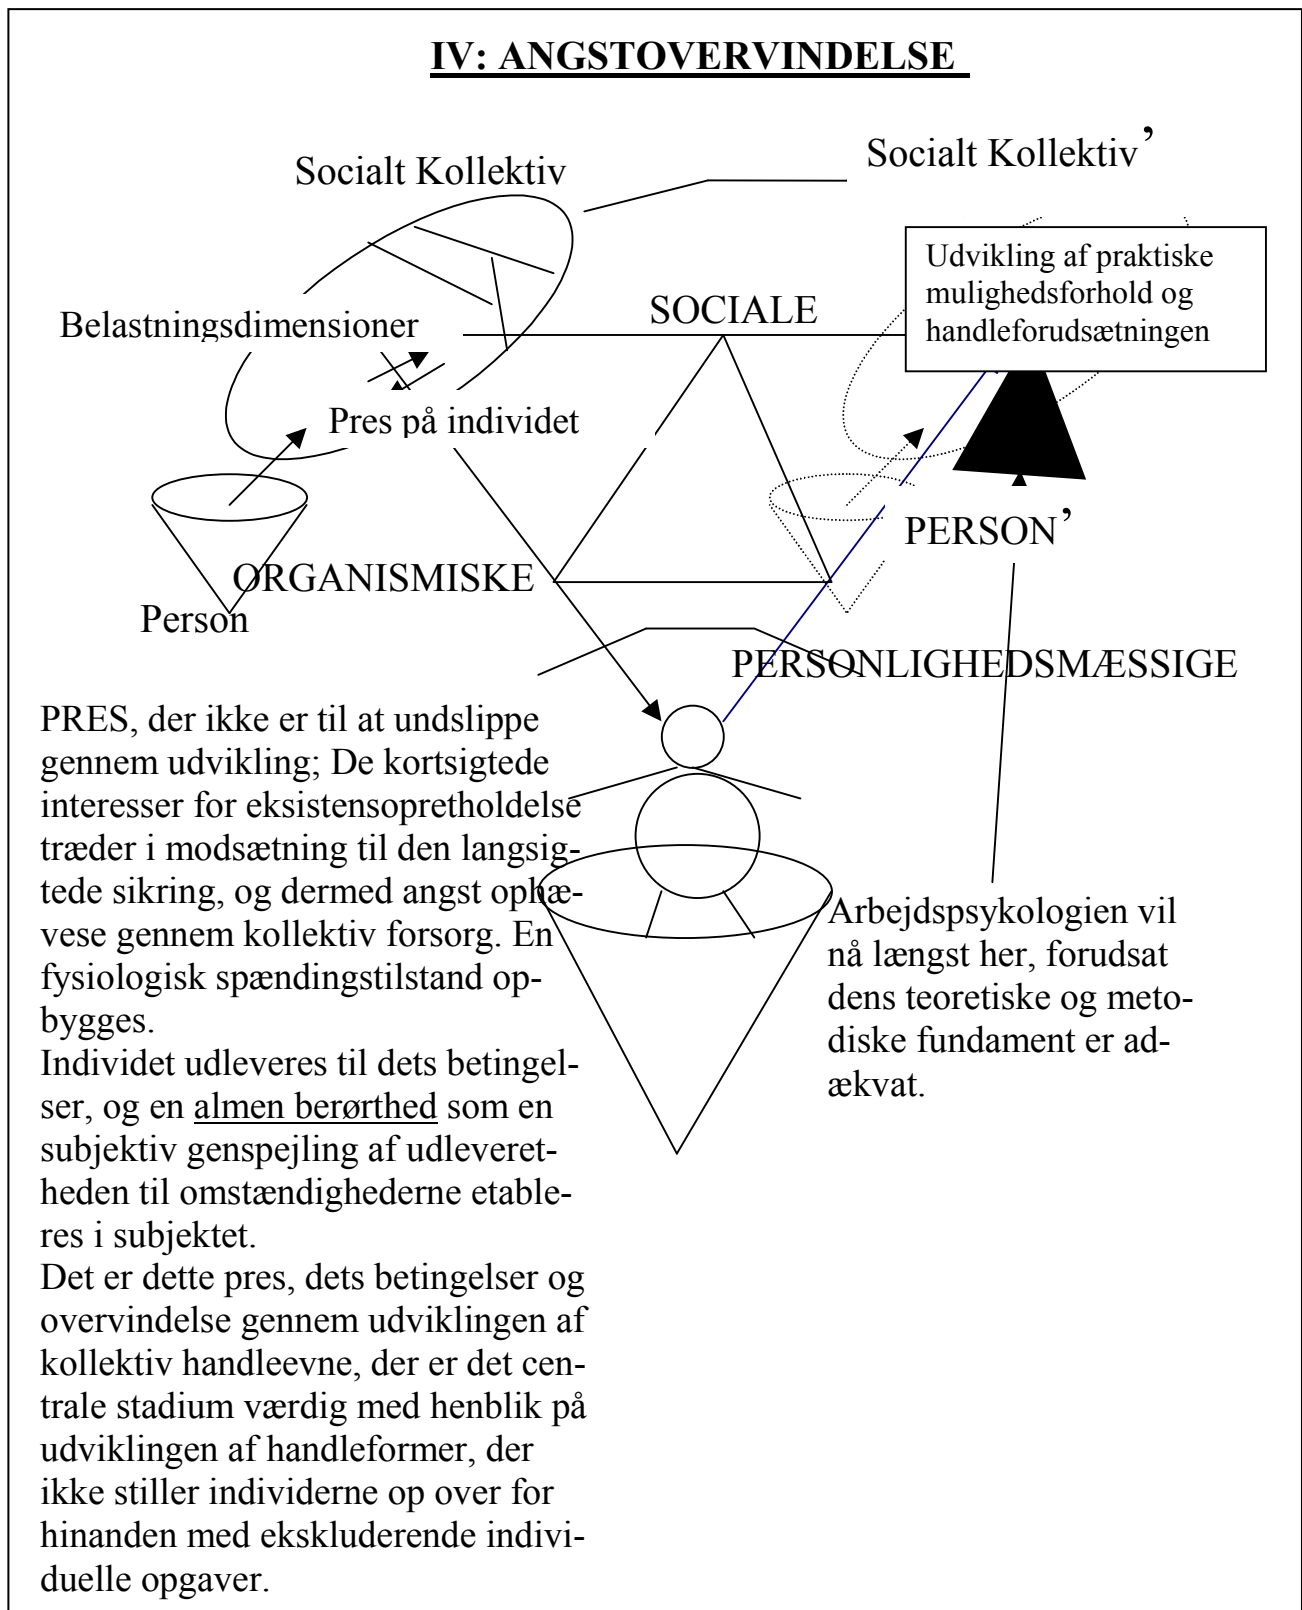 IV: ANGSTOVERVINDELSE
Socialt Kollektiv
Socialt Kollektiv’
Udvikling af praktiske
mulighedsforhold og
handleforudsætningen
SOCIALE
Belastningsdimensioner
Pres på individet
PERSON’
ORGANISMISKE
Person
PERSONLIGHEDSMÆSSIGE
PRES, der ikke er til at undslippe
gennem udvikling; De kortsigtede
interesser for eksistensopretholdelse
træder i modsætning til den langsig-
tede sikring, og dermed angst ophæ-
vese gennem kollektiv forsorg. En
fysiologisk spændingstilstand op-
bygges.
Individet udleveres til dets betingel-
ser, og en almen berørthed som en
subjektiv genspejling af udleveret-
heden til omstændighederne etable-
res i subjektet.
Det er dette pres, dets betingelser og
overvindelse gennem udviklingen af
kollektiv handleevne, der er det cen-
trale stadium værdig med henblik på
udviklingen af handleformer, der
ikke stiller individerne op over for
hinanden med ekskluderende indivi-
duelle opgaver.
Arbejdspsykologien vil
nå længst her, forudsat
dens teoretiske og meto-
diske fundament er ad-
ækvat.